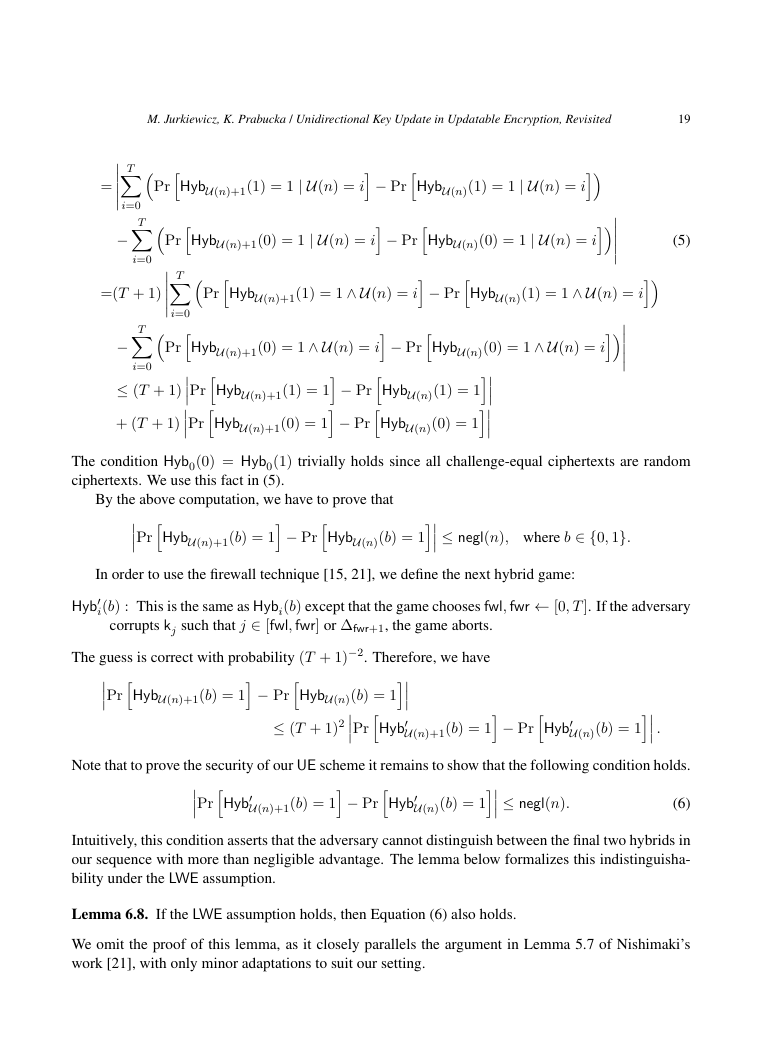 M. Jurkiewicz, K. Prabucka / Unidirectional Key Update in Updatable Encryption, Revisited 19
= |∑_{i=0}^{T} (Pr [Hyb_{𝒰(n)+1}(1) = 1 | 𝒰(n) = i] − Pr [Hyb_{𝒰(n)}(1) = 1 | 𝒰(n) = i])
− ∑_{i=0}^{T} (Pr [Hyb_{𝒰(n)+1}(0) = 1 | 𝒰(n) = i] − Pr [Hyb_{𝒰(n)}(0) = 1 | 𝒰(n) = i])| (5)
=(T + 1) |∑_{i=0}^{T} (Pr [Hyb_{𝒰(n)+1}(1) = 1 ∧ 𝒰(n) = i] − Pr [Hyb_{𝒰(n)}(1) = 1 ∧ 𝒰(n) = i])
− ∑_{i=0}^{T} (Pr [Hyb_{𝒰(n)+1}(0) = 1 ∧ 𝒰(n) = i] − Pr [Hyb_{𝒰(n)}(0) = 1 ∧ 𝒰(n) = i])|
≤ (T + 1) |Pr [Hyb_{𝒰(n)+1}(1) = 1] − Pr [Hyb_{𝒰(n)}(1) = 1]|
+ (T + 1) |Pr [Hyb_{𝒰(n)+1}(0) = 1] − Pr [Hyb_{𝒰(n)}(0) = 1]|
The condition Hyb_0(0) = Hyb_0(1) trivially holds since all challenge-equal ciphertexts are random
ciphertexts. We use this fact in (5).
By the above computation, we have to prove that
|Pr [Hyb_{𝒰(n)+1}(b) = 1] − Pr [Hyb_{𝒰(n)}(b) = 1]| ≤ negl(n), where b ∈ {0, 1}.
In order to use the firewall technique [15, 21], we define the next hybrid game:
Hyb′_i(b) : This is the same as Hyb_i(b) except that the game chooses fwl, fwr ← [0, T]. If the adversary
corrupts k_j such that j ∈ [fwl, fwr] or Δ_{fwr+1}, the game aborts.
The guess is correct with probability (T + 1)^{−2}. Therefore, we have
|Pr [Hyb_{𝒰(n)+1}(b) = 1] − Pr [Hyb_{𝒰(n)}(b) = 1]|
≤ (T + 1)^2 |Pr [Hyb′_{𝒰(n)+1}(b) = 1] − Pr [Hyb′_{𝒰(n)}(b) = 1]| .
Note that to prove the security of our UE scheme it remains to show that the following condition holds.
|Pr [Hyb′_{𝒰(n)+1}(b) = 1] − Pr [Hyb′_{𝒰(n)}(b) = 1]| ≤ negl(n). (6)
Intuitively, this condition asserts that the adversary cannot distinguish between the final two hybrids in
our sequence with more than negligible advantage. The lemma below formalizes this indistinguisha-
bility under the LWE assumption.
Lemma 6.8. If the LWE assumption holds, then Equation (6) also holds.
We omit the proof of this lemma, as it closely parallels the argument in Lemma 5.7 of Nishimaki's
work [21], with only minor adaptations to suit our setting.